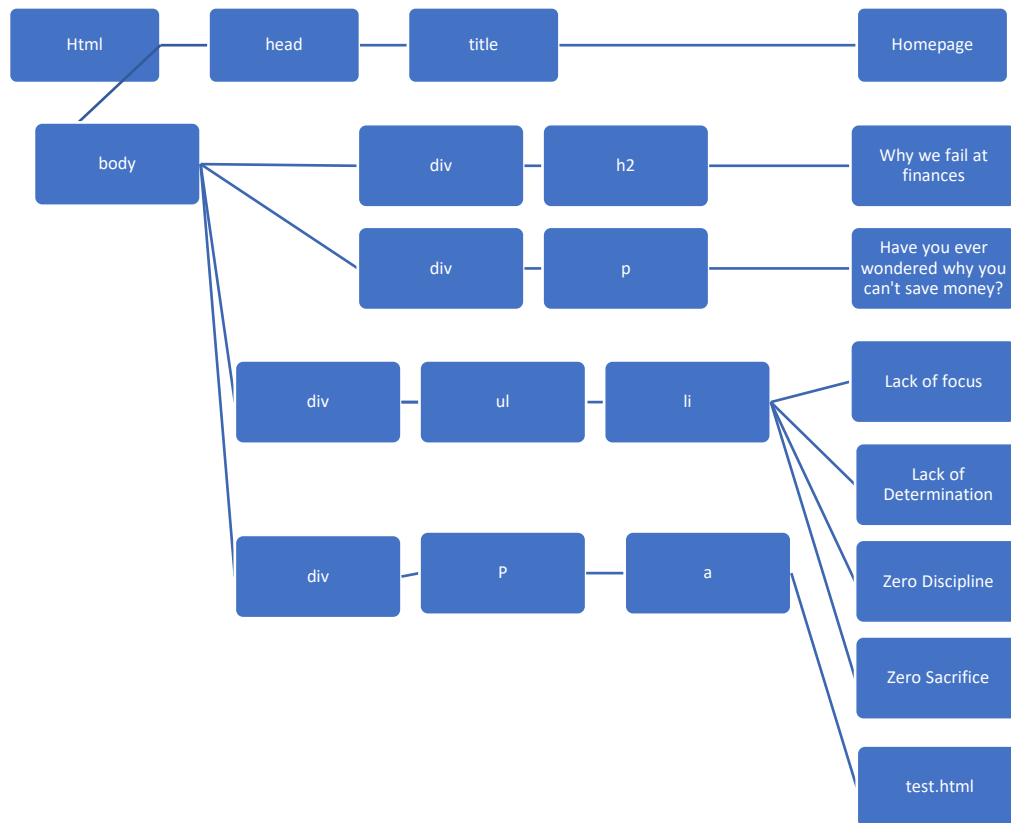 Html
head
title
Homepage
body
div
h2
Why we fail at
finances
div
p
Have you ever
wondered why you
can't save money?
div
ul
li
Lack of focus
Lack of
Determination
div
P
a
Zero Discipline
Zero Sacrifice
test.html